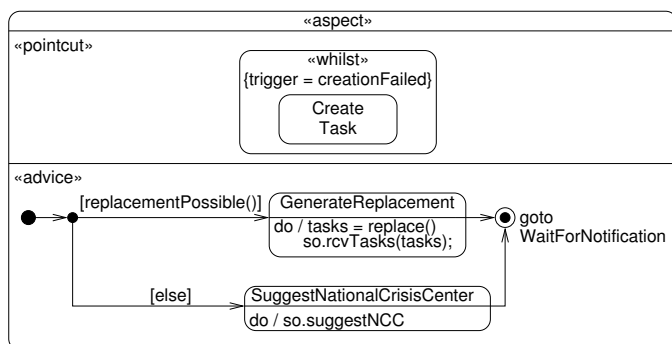 «aspect»
«pointcut»
«whilst»
{trigger = creationFailed}
Create
Task
«advice»
[replacementPossible()]
GenerateReplacement
do / tasks = replace()
so.rcvTasks(tasks);
goto
WaitForNotification
[else]
SuggestNationalCrisisCenter
do / so.suggestNCC